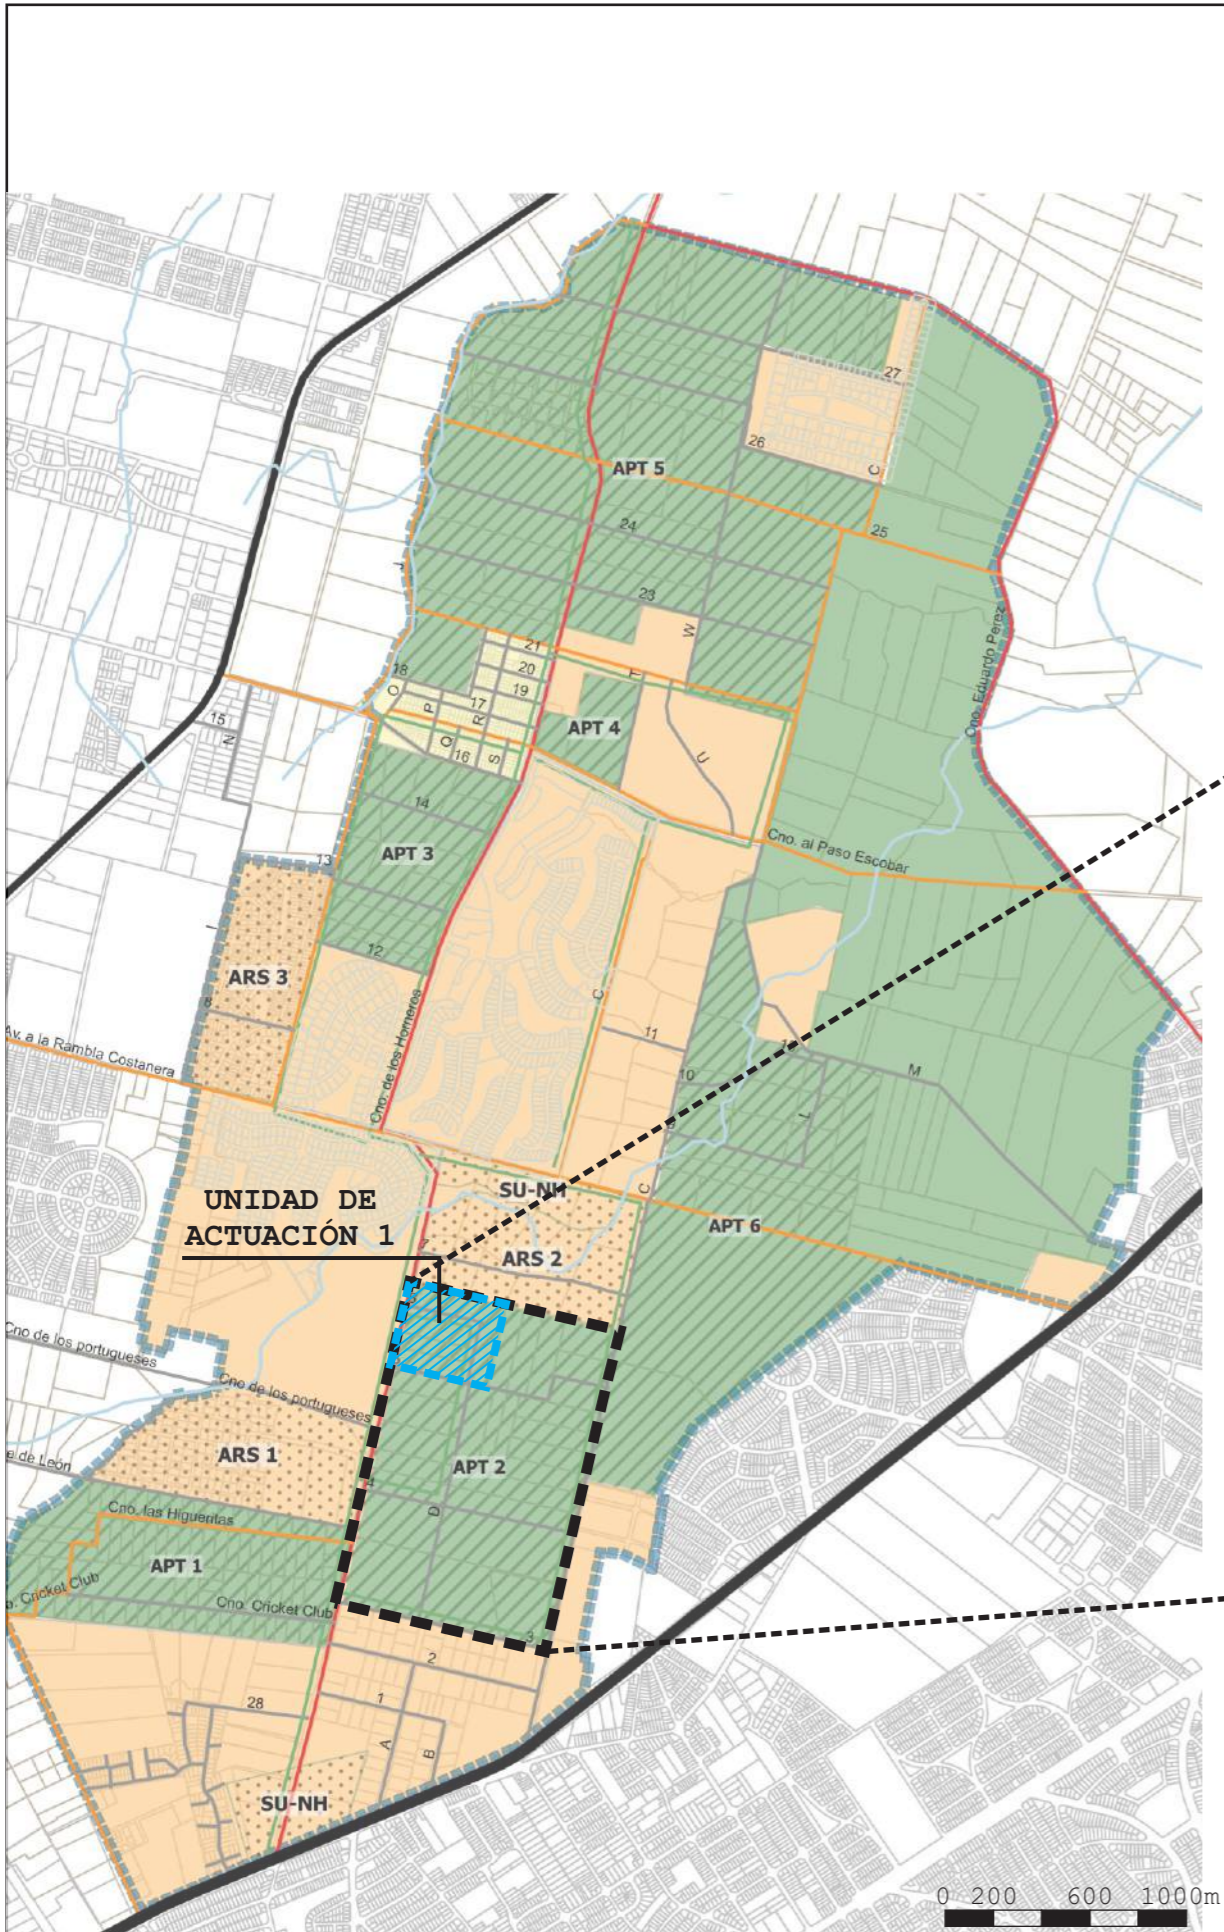 27
26
C
APT 5
25
24
J
23
W
Cno. Eduardo Perez
21
T
20
18
19
O
17
P
R
APT 4
Q
16
S
U
15
N
14
APT 3
Cno. al Paso Escobar
13
I
12
ARS 3
C
8
11
Cno. de los Horneros
Av. a la Rambla Costanera
M
10
L
9
SU-NH
C
UNIDAD DE
ACTUACIÓN 1
APT 6
7
ARS 2
Cno de los portugueses
Cno de los portugueses
ARS 1
e de León
APT 2
4
Cno. las Higueritas
D
APT 1
o. Cricket Club
Cno. Cricket Club
3
2
28
1
A
B
SU-NH
0 200 600 1000m